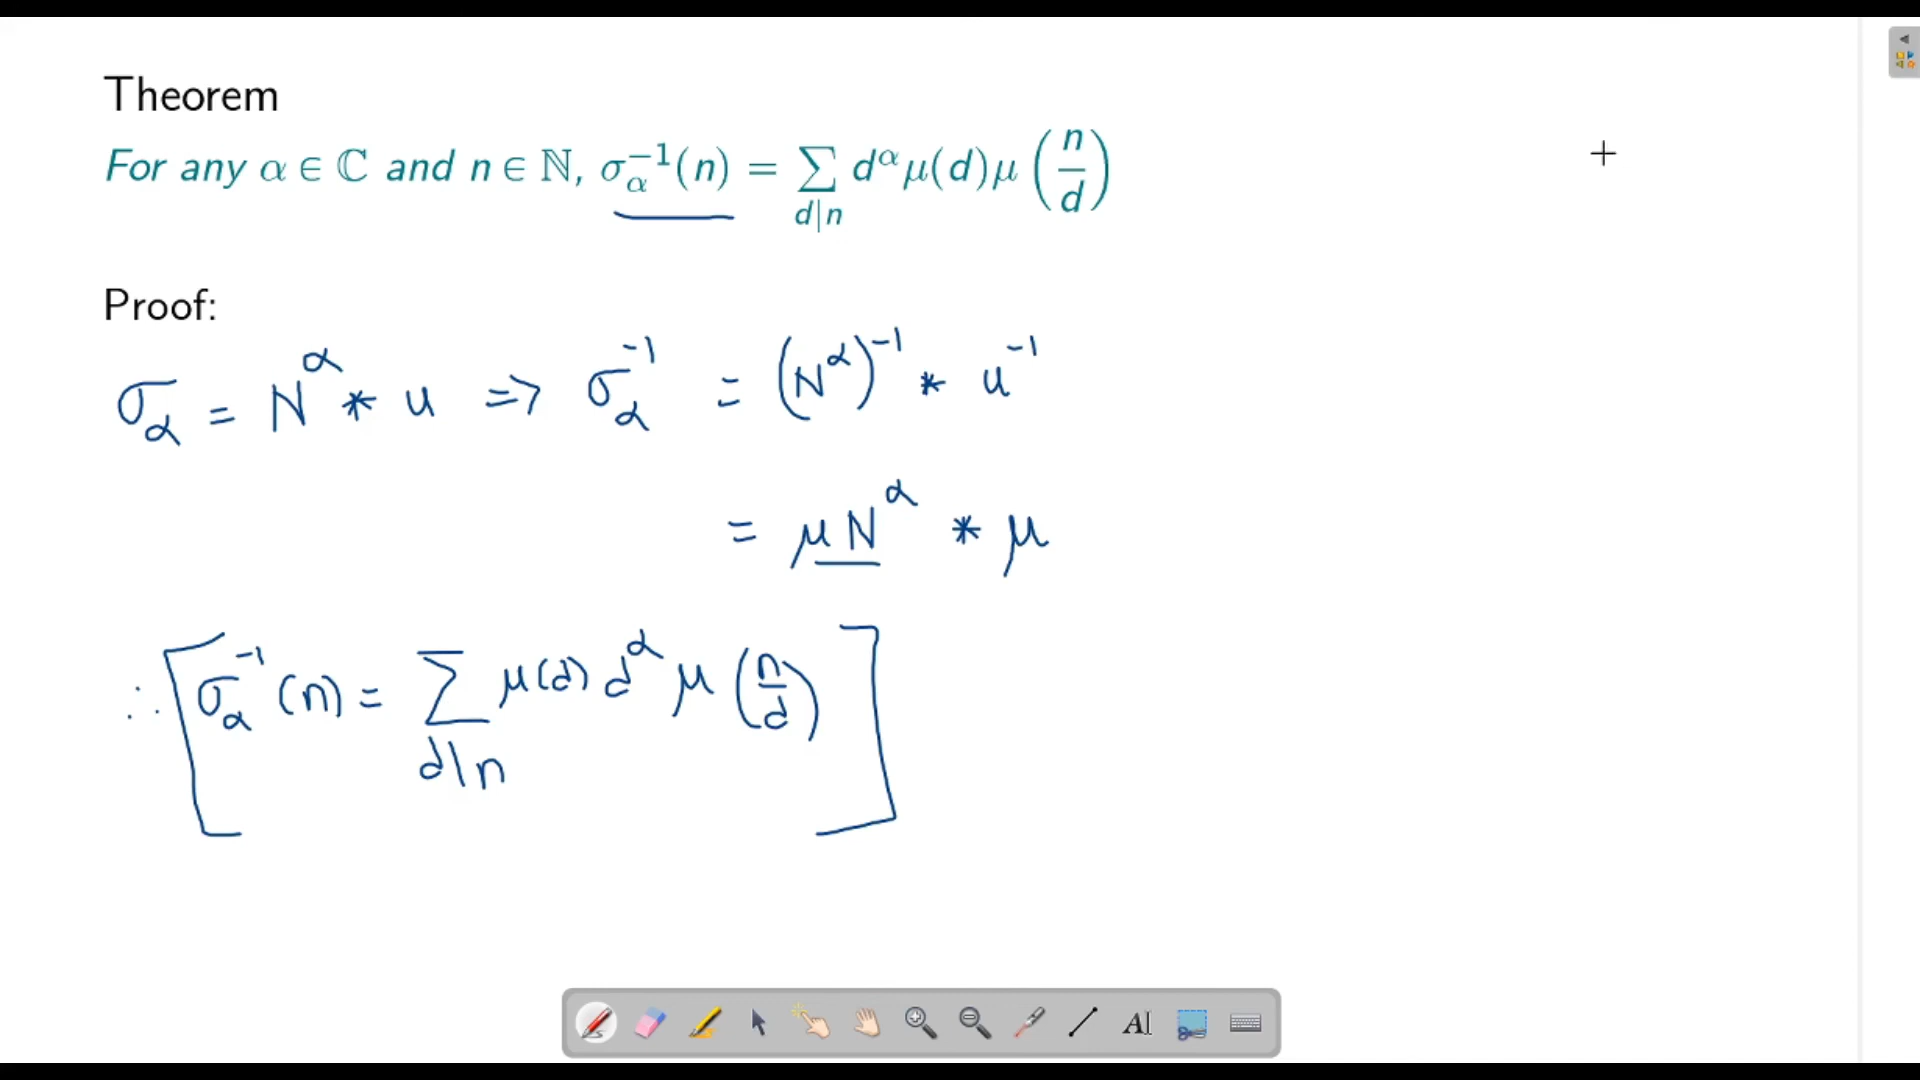 Theorem
For any α ∈ ℂ and n ∈ ℕ, σ_α^{-1}(n) = ∑_{d|n} d^α μ(d) μ(n/d)
Proof:
σ_α = N^α * u => σ_α^{-1} = (N^α)^{-1} * u^{-1}
= μN^α * μ
∴ [σ_α^{-1}(n) = ∑_{d|n} μ(d) d^α μ(n/d)]